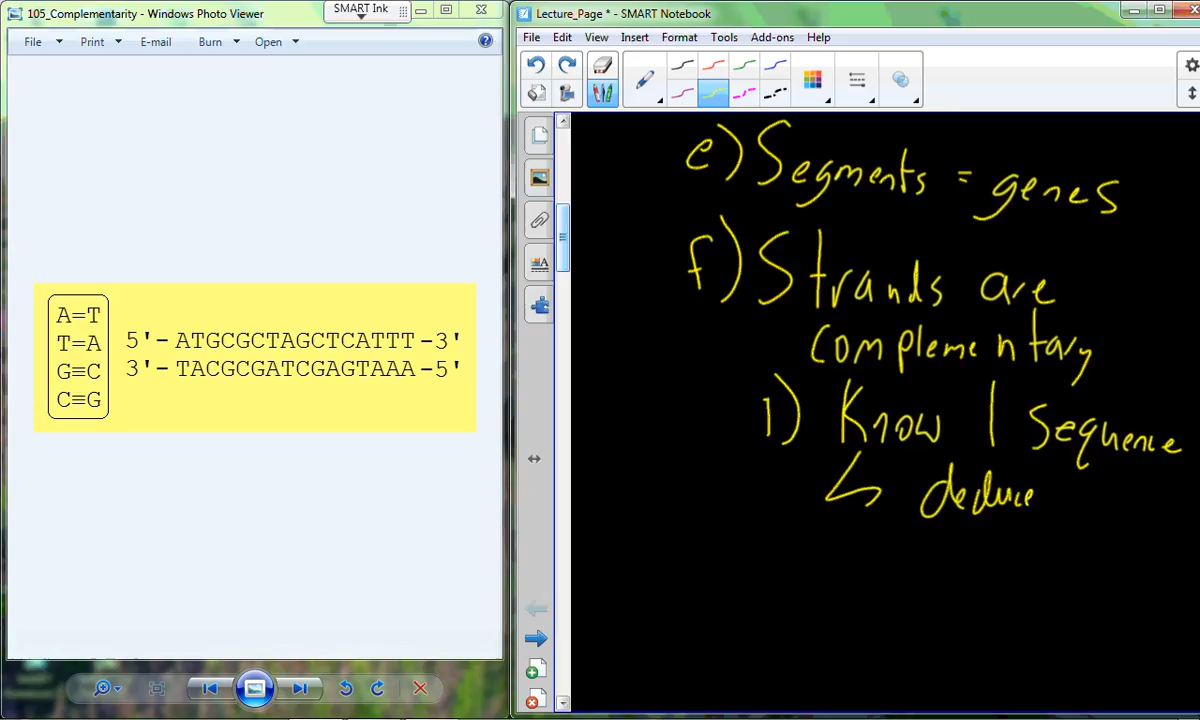 105_Complementarity - Windows Photo Viewer
SMART Ink
File Print E-mail Burn Open
A=T
T=A
G≡C
C≡G
5'- ATGCGCTAGCTCATTT -3'
3'- TACGCGATCGAGTAAA -5'
Lecture_Page * - SMART Notebook
File Edit View Insert Format Tools Add-ons Help
e) Segments = genes
f) Strands are
complementary
1) Know 1 sequence
↳ deduce